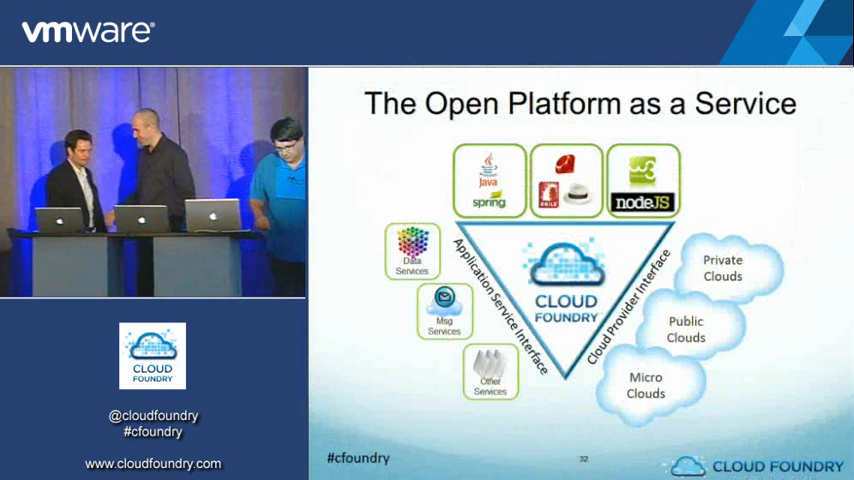 vmware®
The Open Platform as a Service
Java
spring
RAILS
nodeJS
Data
Services
Msg
Services
Other
Services
Application Service Interface
Cloud Provider Interface
CLOUD
FOUNDRY
Private
Clouds
Public
Clouds
Micro
Clouds
CLOUD
FOUNDRY
@cloudfoundry
#cfoundry
www.cloudfoundry.com
#cfoundry
32
CLOUD FOUNDRY